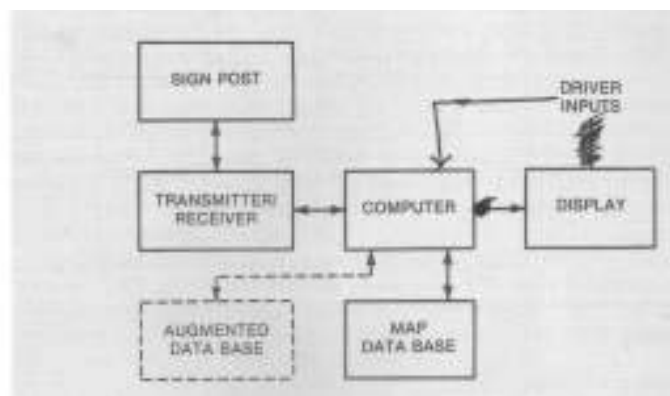 SIGN POST
DRIVER
INPUTS
TRANSMITTER/
RECEIVER
COMPUTER
DISPLAY
AUGMENTED
DATA BASE
MAP
DATA BASE